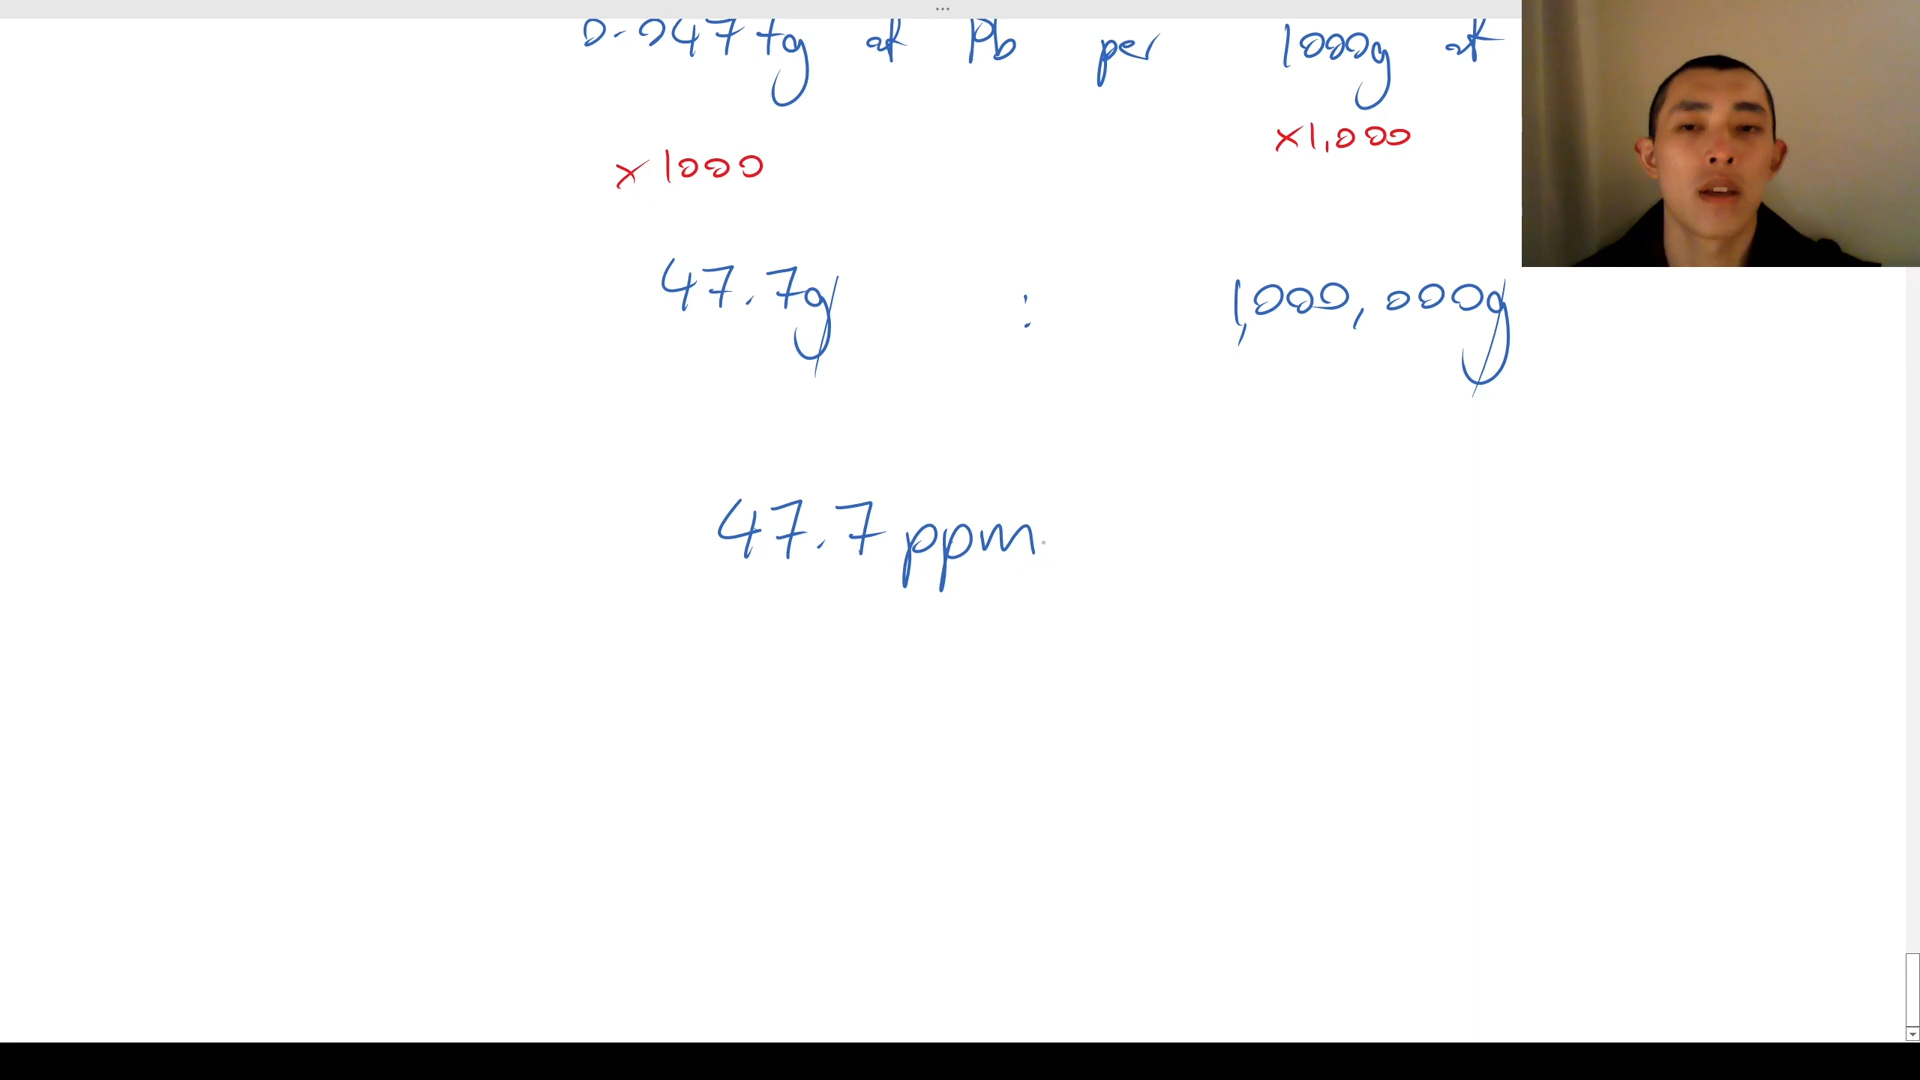 0.0477g of Pb per 1000g of
×1000 ×1,000
47.7g : 1,000,000g
47.7 ppm